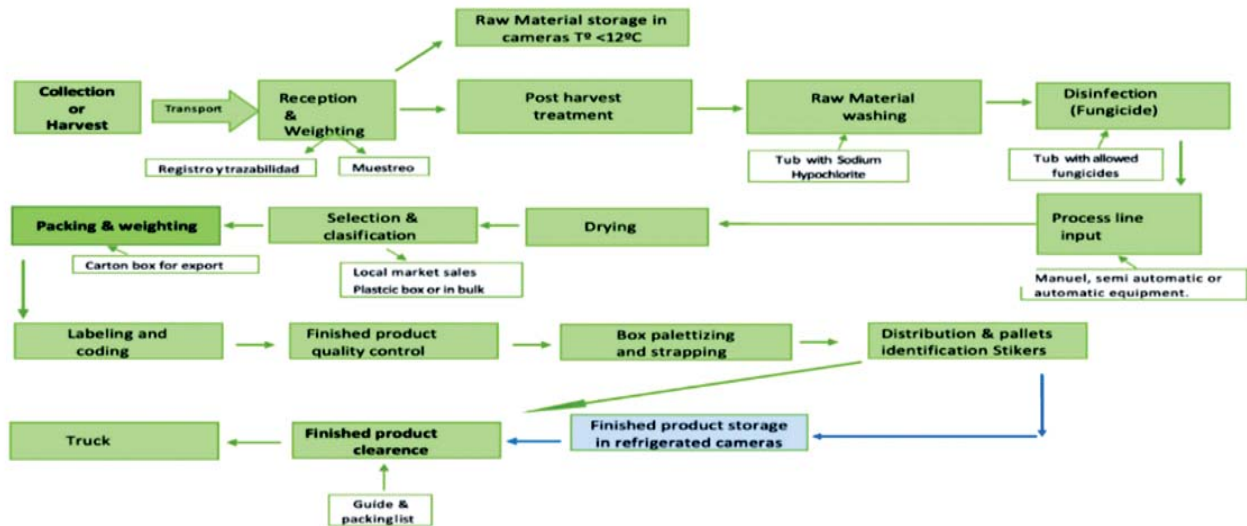 Raw Material storage in
cameras Tº <12ºC
Collection
or
Harvest
Transport
Reception
&
Weighting
Post harvest
treatment
Raw Material
washing
Disinfection
(Fungicide)
Registro y trazabilidad
Muestreo
Tub with Sodium
Hypochlorite
Tub with allowed
fungicides
Packing & weighting
Selection &
clasification
Drying
Process line
input
Carton box for export
Local market sales
Plastcic box or in bulk
Manuel, semi automatic or
automatic equipment.
Labeling and
coding
Finished product
quality control
Box palettizing
and strapping
Distribution & pallets
identification Stikers
Truck
Finished product
clearence
Finished product storage
in refrigerated cameras
Guide &
packing list